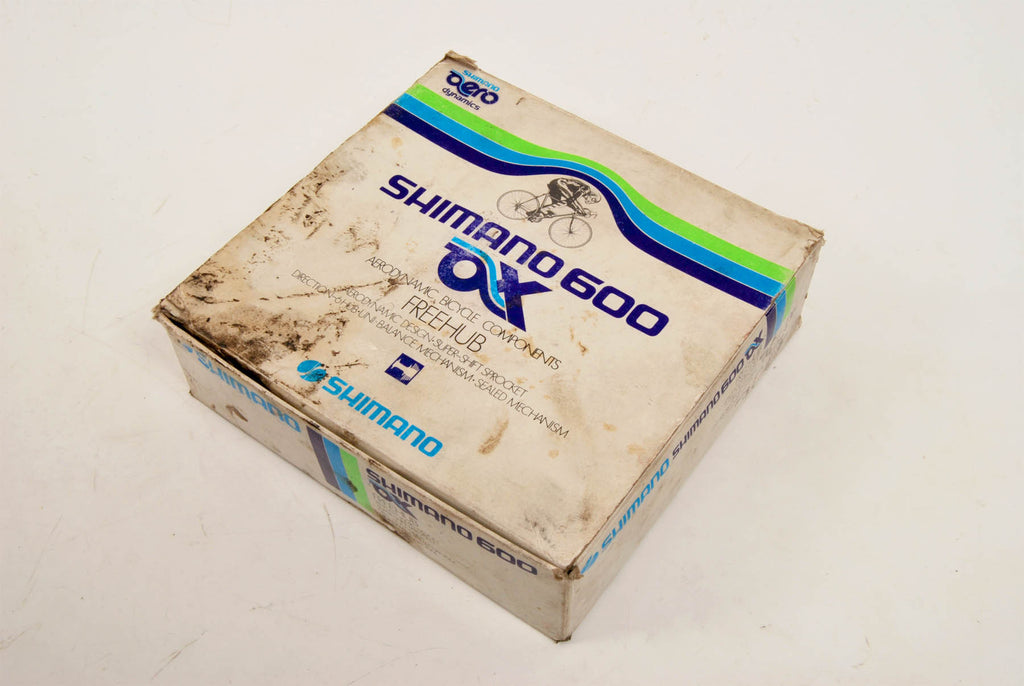 SHIMANO
aero
dynamics
SHIMANO 600
AX
AERODYNAMIC BICYCLE COMPONENTS
FREEHUB
AERODYNAMIC DESIGN·SUPER-SHIFT SPROCKET
BALANCE MECHANISM·SEALED MECHANISM
SHIMANO
SHIMANO
SHIMANO 600
AX
SHIMANO
SHIMANO 600 AX